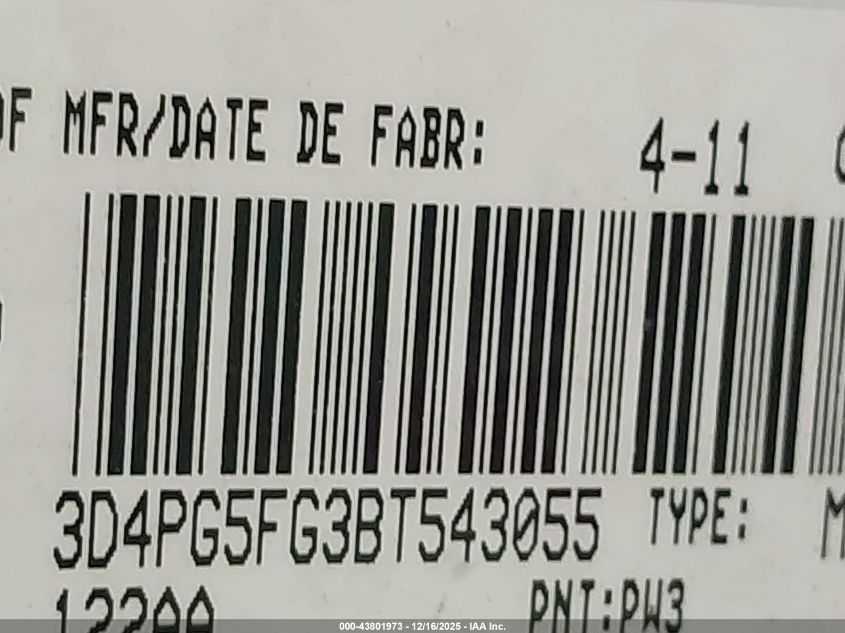 OF MFR/DATE DE FABR: 4-11
3D4PG5FG3BT543055 TYPE:
PNT:PW3
000-43801973 - 12/16/2025 - IAA Inc.